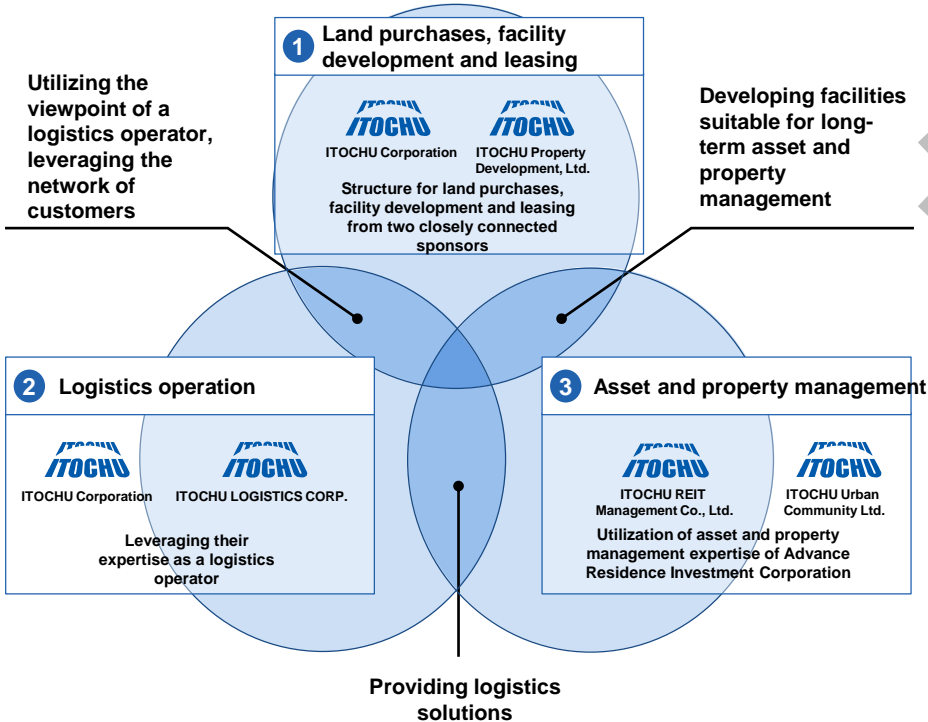 1
Land purchases, facility
development and leasing
Utilizing the
viewpoint of a
logistics operator,
leveraging the
network of
customers
Developing facilities
suitable for long-
term asset and
property
management
ITOCHU
ITOCHU
ITOCHU Corporation
ITOCHU Property
Development, Ltd.
Structure for land purchases,
facility development and leasing
from two closely connected
sponsors
2
Logistics operation
ITOCHU
ITOCHU
ITOCHU Corporation
ITOCHU LOGISTICS CORP.
Leveraging their
expertise as a logistics
operator
3
Asset and property management
ITOCHU
ITOCHU
ITOCHU REIT
Management Co., Ltd.
ITOCHU Urban
Community Ltd.
Utilization of asset and property
management expertise of Advance
Residence Investment Corporation
Providing logistics
solutions